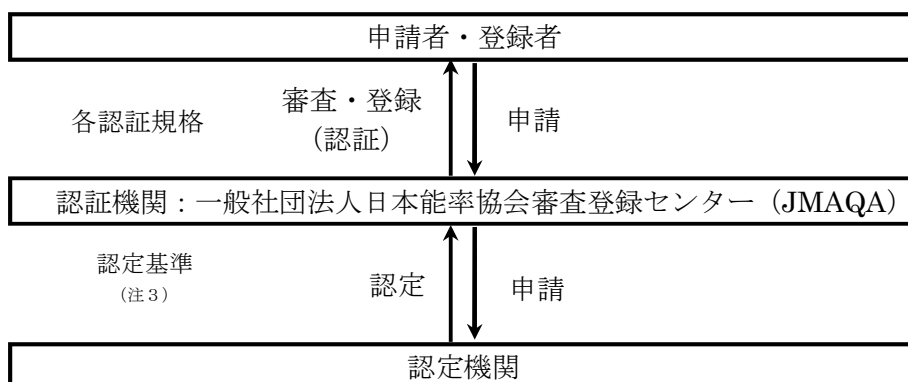 申請者・登録者
各認証規格
審査・登録
(認証)
申請
認証機関：一般社団法人日本能率協会審査登録センター（JMAQA）
認定基準
（注３）
認定
申請
認定機関